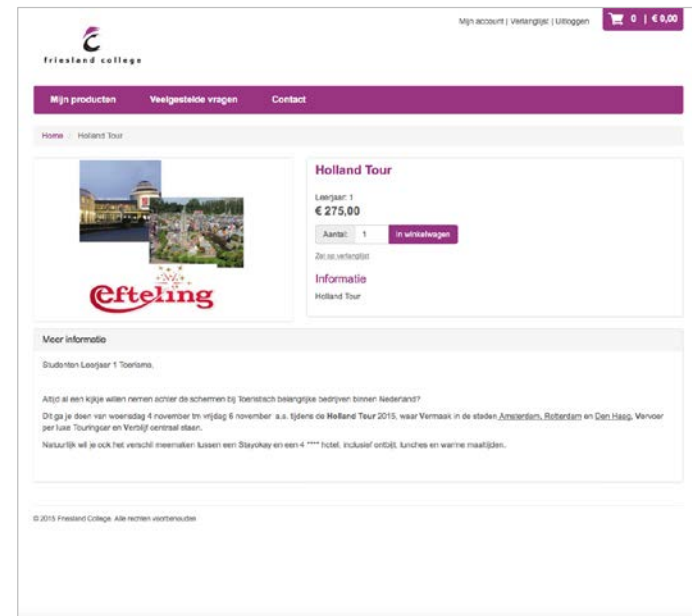 Mijn account | Verlanglijst | Uitloggen
0 | € 0,00
friesland college
Mijn producten Veelgestelde vragen Contact
Home / Holland Tour
Holland Tour
Leerjaar: 1
€ 275,00
Aantal: 1 In winkelwagen
Zet op verlanglijst
Efteling
Informatie
Holland Tour
Meer informatie
Studenten Leerjaar 1 Toerisme,
Altijd al een kijkje willen nemen achter de schermen bij Toeristisch belangrijke bedrijven binnen Nederland?
Dit ga je doen van woensdag 4 november tm vrijdag 6 november a.s. tijdens de Holland Tour 2015, waar Vermaak in de steden Amsterdam, Rotterdam en Den Haag, Vervoer
per luxe Touringcar en Verblijf centraal staan.
Natuurlijk wil je ook het verschil meemaken tussen een Stayokay en een 4 **** hotel, inclusief ontbijt, lunches en warme maaltijden.
© 2015 Friesland College. Alle rechten voorbehouden